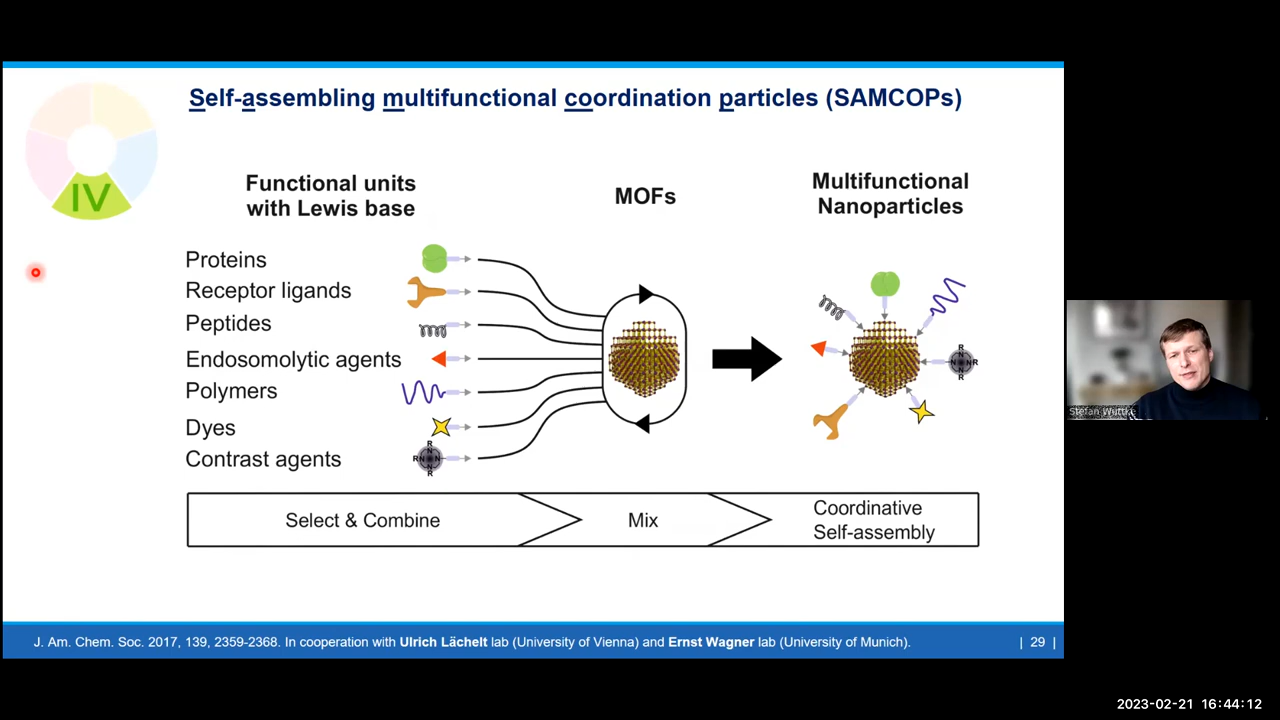 Self-assembling multifunctional coordination particles (SAMCOPs)
IV
Functional units
with Lewis base
MOFs
Multifunctional
Nanoparticles
Proteins
Receptor ligands
Peptides
Endosomolytic agents
Polymers
Dyes
Contrast agents
R
N
R N N
N
R
R
N
R N N R
N
R
Select & Combine
Mix
Coordinative
Self-assembly
J. Am. Chem. Soc. 2017, 139, 2359-2368. In cooperation with Ulrich Lächelt lab (University of Vienna) and Ernst Wagner lab (University of Munich).
| 29 |
Stefan Wuttke
2023-02-21 16:44:12